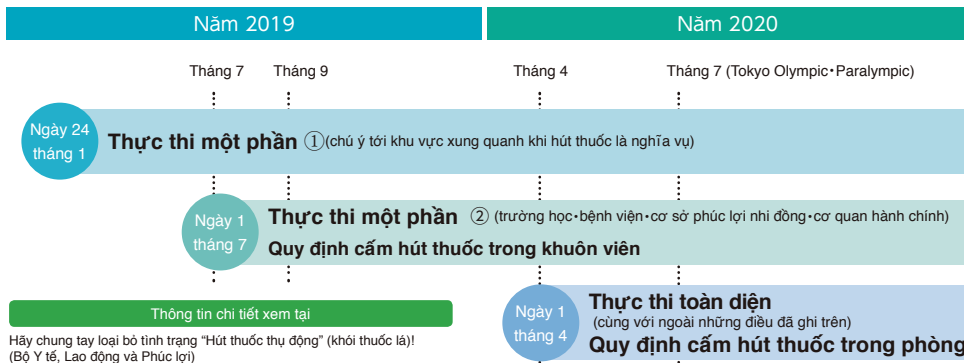 Năm 2019
Năm 2020
Tháng 7
Tháng 9
Tháng 4
Tháng 7 (Tokyo Olympic・Paralympic)
Ngày 24
tháng 1
Thực thi một phần ①(chú ý tới khu vực xung quanh khi hút thuốc là nghĩa vụ)
Ngày 1
tháng 7
Thực thi một phần ② (trường học・bệnh viện・cơ sở phúc lợi nhi đồng・cơ quan hành chính)
Quy định cấm hút thuốc trong khuôn viên
Ngày 1
tháng 4
Thực thi toàn diện
(cùng với ngoài những điều đã ghi trên)
Quy định cấm hút thuốc trong phòng
Thông tin chi tiết xem tại
Hãy chung tay loại bỏ tình trạng “Hút thuốc thụ động” (khói thuốc lá)!
(Bộ Y tế, Lao động và Phúc lợi)